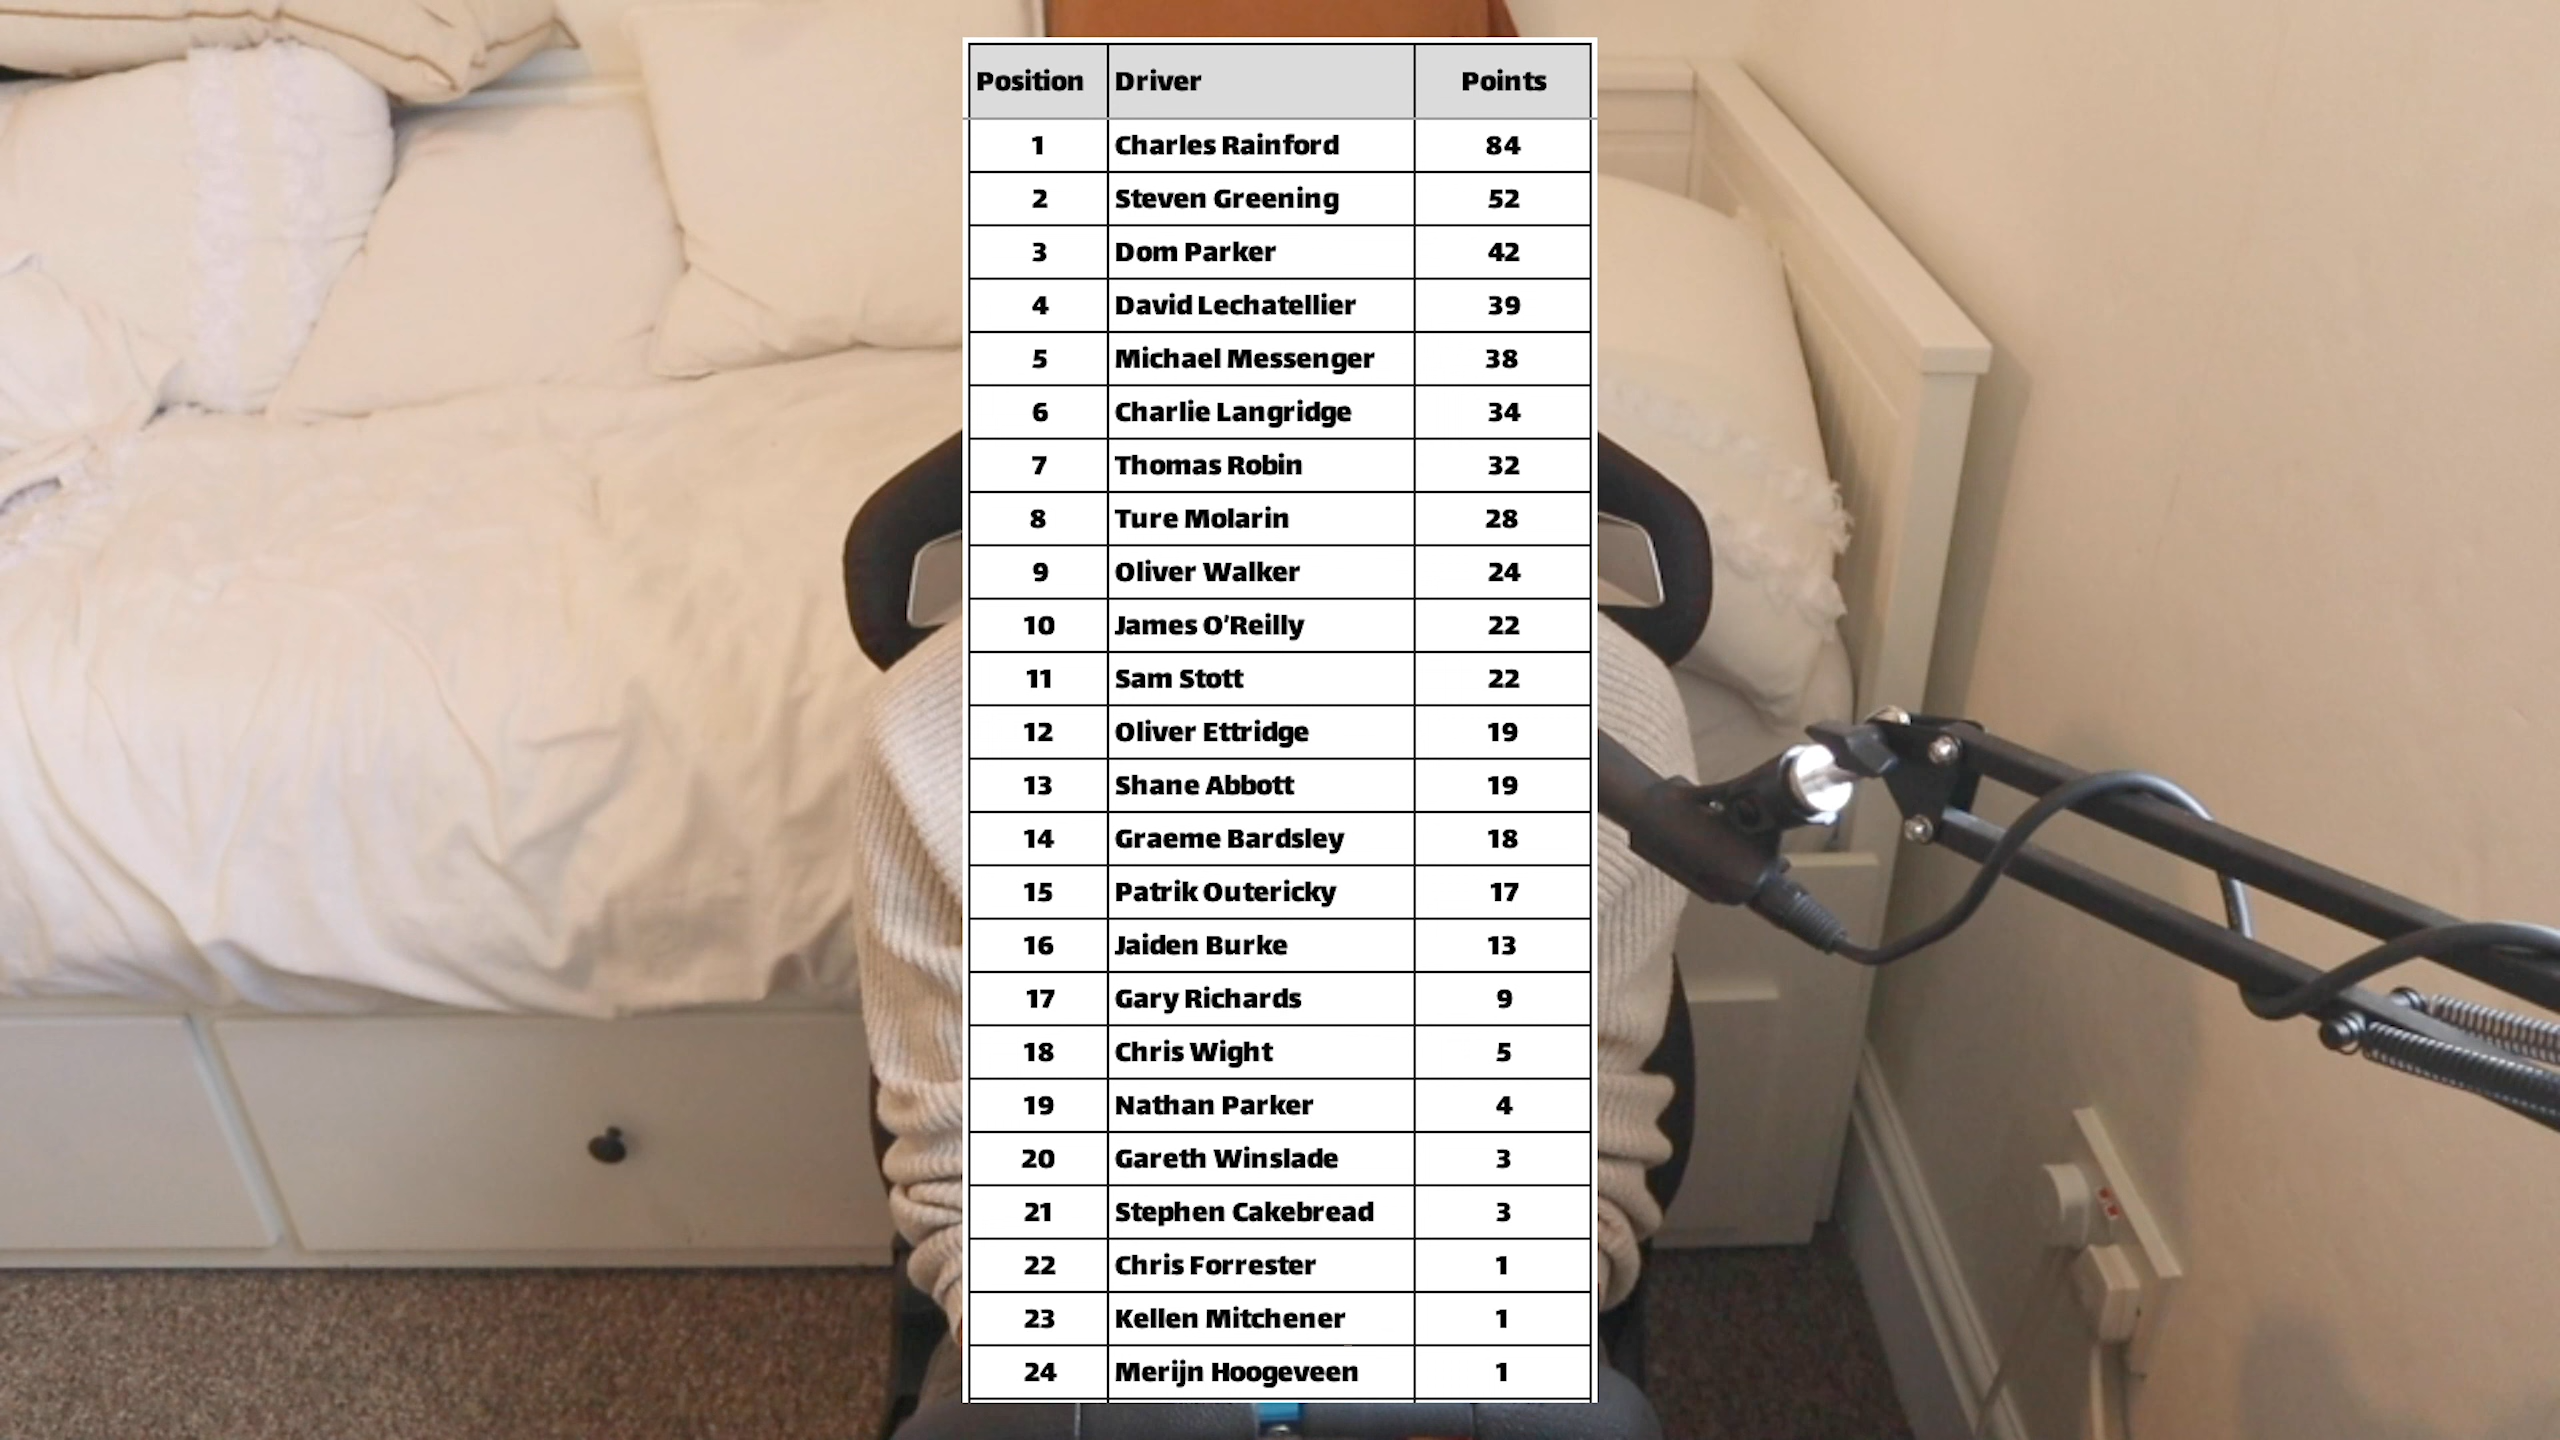 Position Driver Points
1 Charles Rainford 84
2 Steven Greening 52
3 Dom Parker 42
4 David Lechatellier 39
5 Michael Messenger 38
6 Charlie Langridge 34
7 Thomas Robin 32
8 Ture Molarin 28
9 Oliver Walker 24
10 James O'Reilly 22
11 Sam Stott 22
12 Oliver Ettridge 19
13 Shane Abbott 19
14 Graeme Bardsley 18
15 Patrik Outericky 17
16 Jaiden Burke 13
17 Gary Richards 9
18 Chris Wight 5
19 Nathan Parker 4
20 Gareth Winslade 3
21 Stephen Cakebread 3
22 Chris Forrester 1
23 Kellen Mitchener 1
24 Merijn Hoogeveen 1